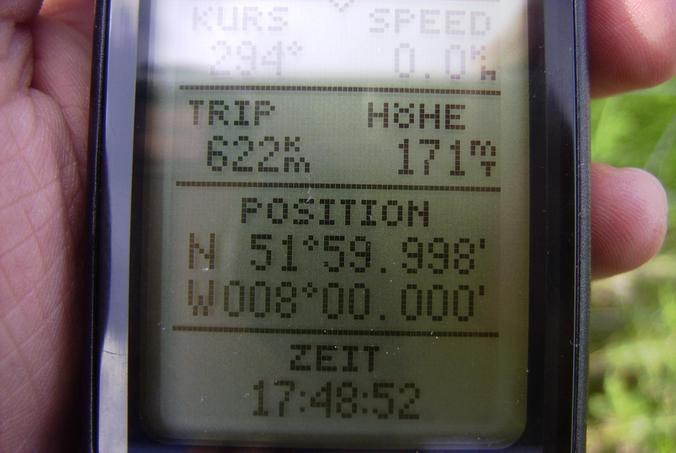 KURS SPEED
294° 0.0 k/h
TRIP HÖHE
622 km 171 m
POSITION
N 51°59.998'
W008°00.000'
ZEIT
17:48:52